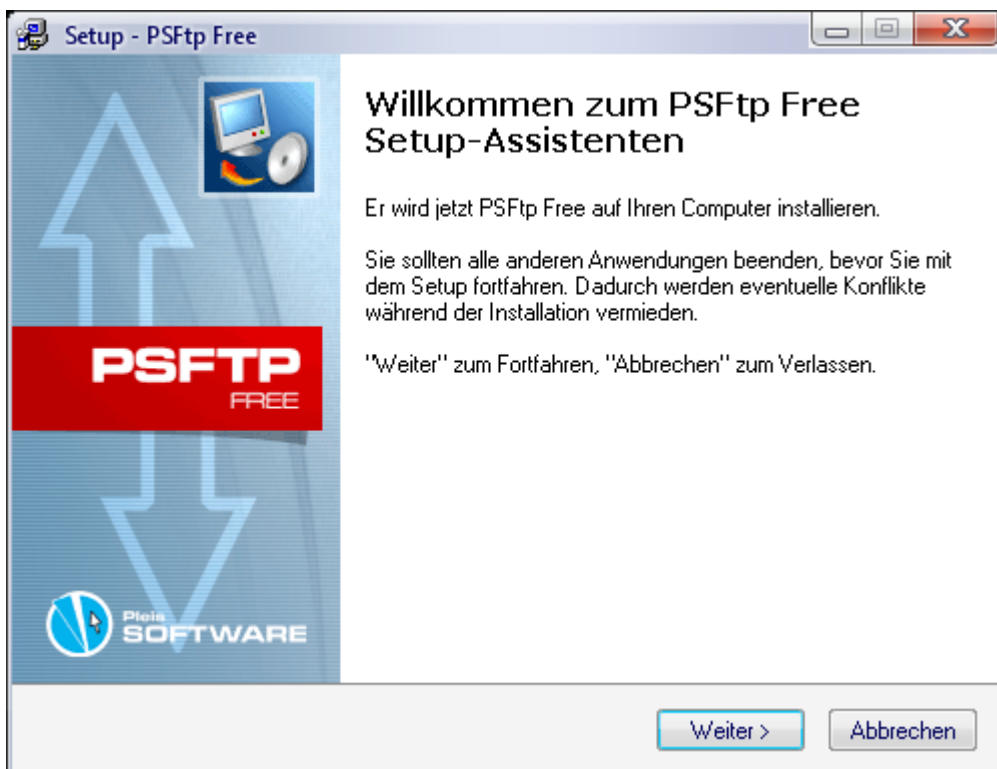 Setup - PSFtp Free
Willkommen zum PSFtp Free
Setup-Assistenten
Er wird jetzt PSFtp Free auf Ihren Computer installieren.
Sie sollten alle anderen Anwendungen beenden, bevor Sie mit
dem Setup fortfahren. Dadurch werden eventuelle Konflikte
während der Installation vermieden.
"Weiter" zum Fortfahren, "Abbrechen" zum Verlassen.
PSFTP
FREE
Pleis
SOFTWARE
Weiter >
Abbrechen